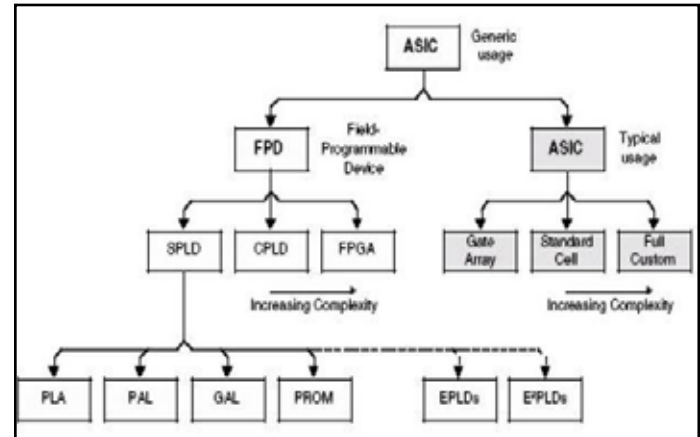 ASIC
Generic
usage
FPD
Field-
Programmable
Device
ASIC
Typical
usage
SPLD
CPLD
FPGA
Gate
Array
Standard
Cell
Full
Custom
Increasing Complexity
Increasing Complexity
PLA
PAL
GAL
PROM
EPLDs
E²PLDs